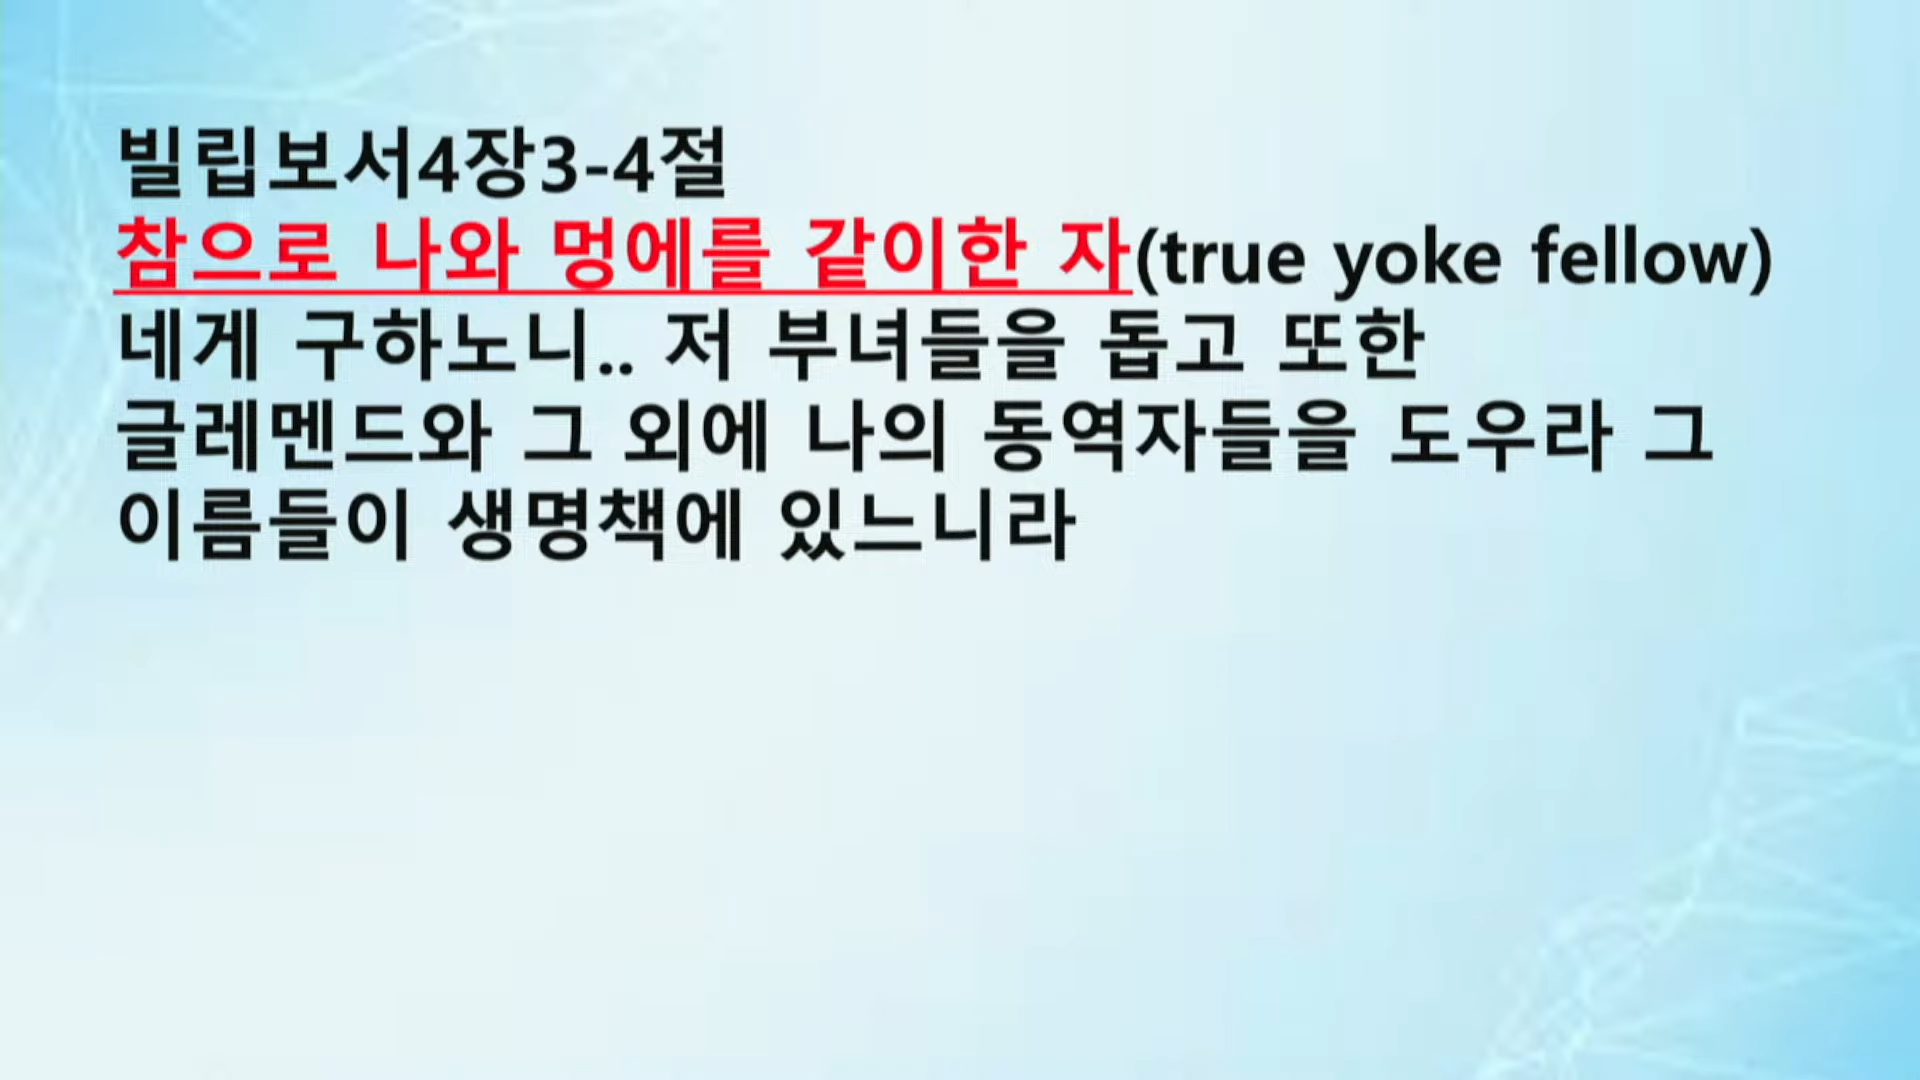 빌립보서4장3-4절
참으로 나와 멍에를 같이한 자(true yoke fellow)
네게 구하노니.. 저 부녀들을 돕고 또한
글레멘드와 그 외에 나의 동역자들을 도우라 그
이름들이 생명책에 있느니라